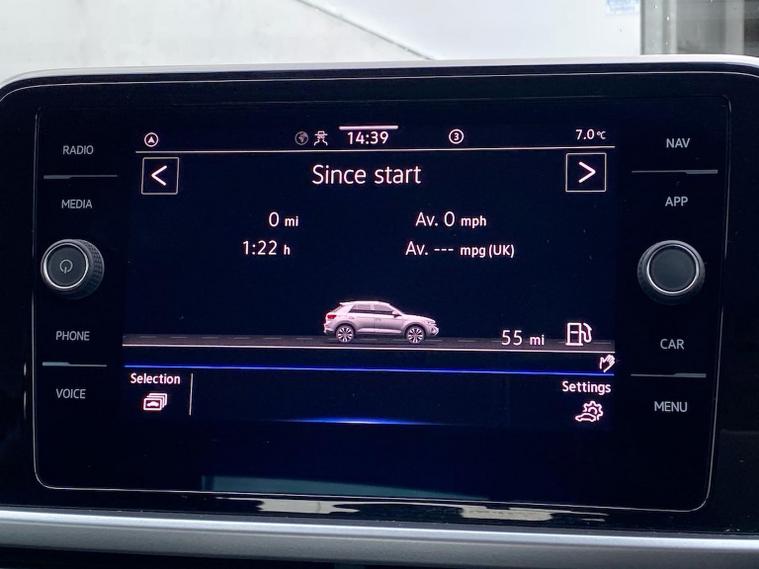 RADIO
MEDIA
PHONE
VOICE
14:39
3
7.0°C
< Since start >
0 mi Av. 0 mph
1:22 h Av. --- mpg (UK)
55 mi
Selection
Settings
NAV
APP
CAR
MENU